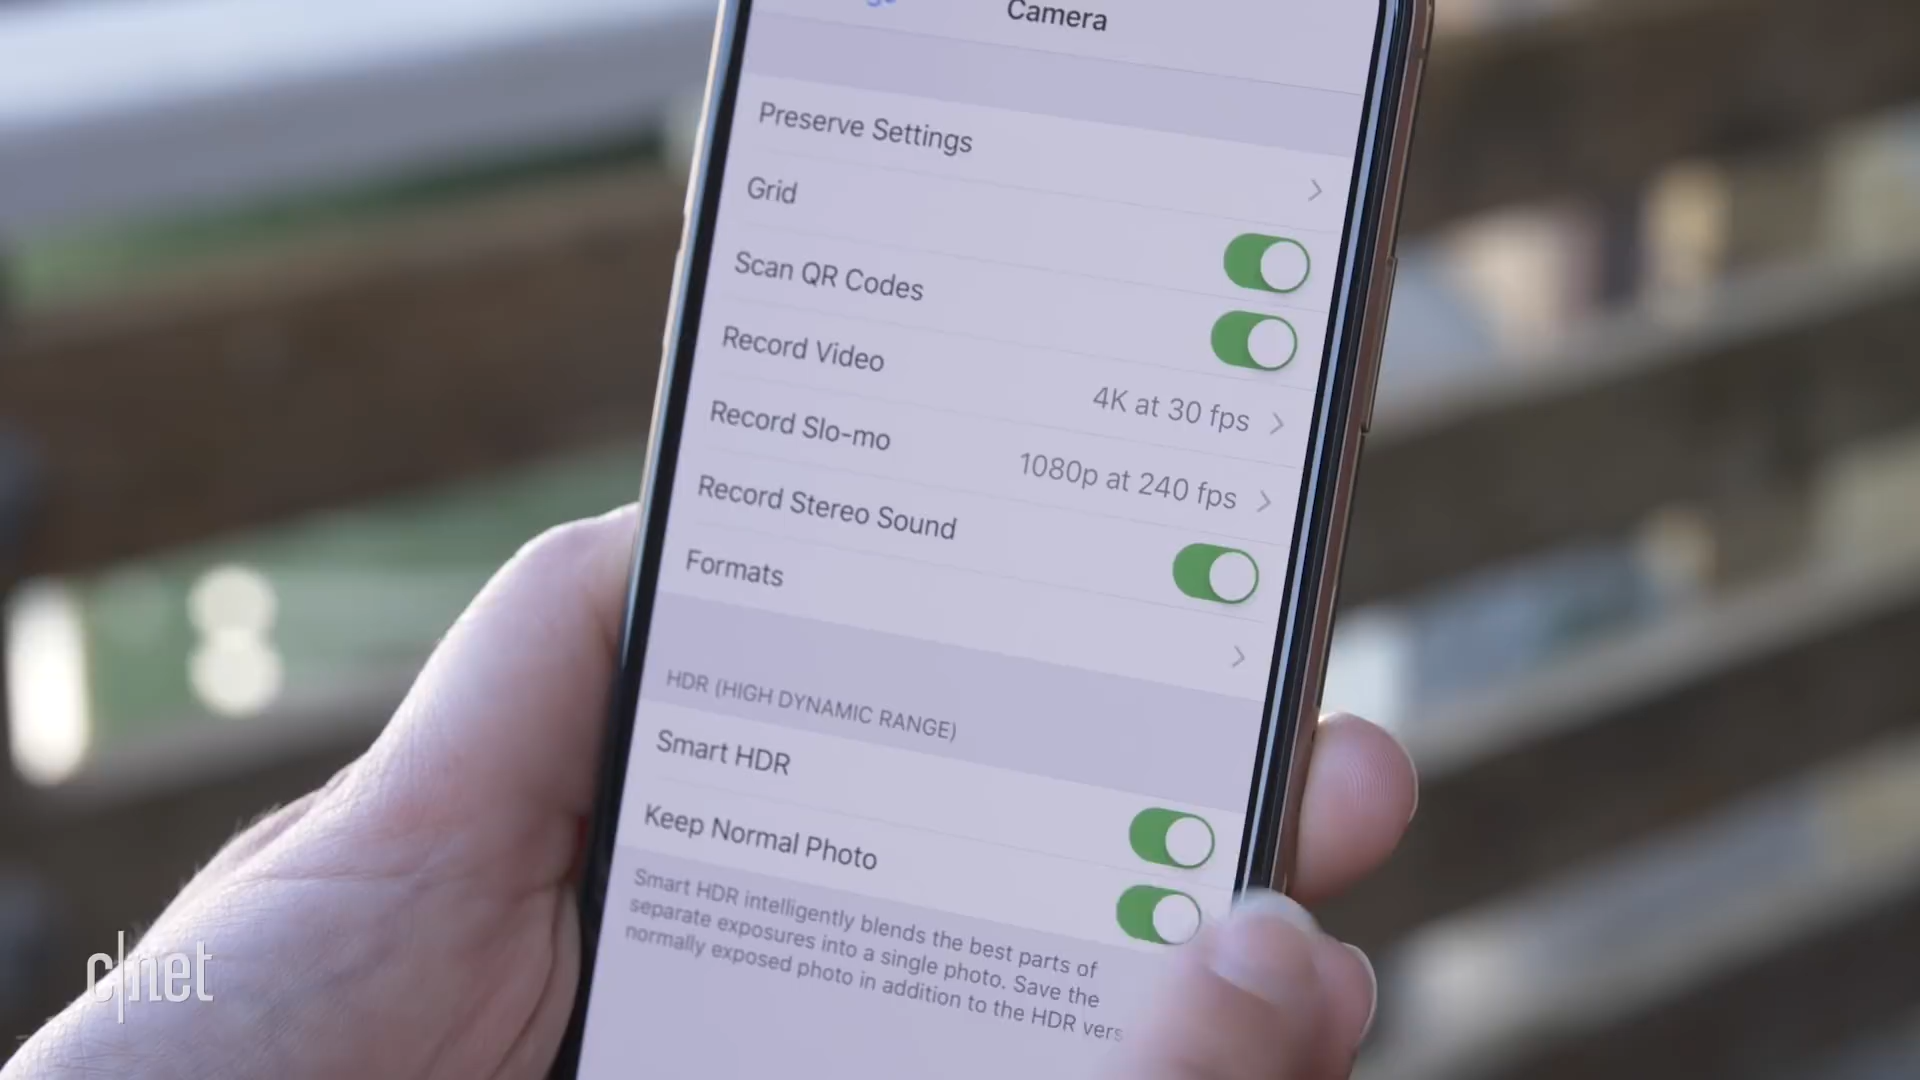 Camera
Preserve Settings
Grid
Scan QR Codes
Record Video
4K at 30 fps
Record Slo-mo
1080p at 240 fps
Record Stereo Sound
Formats
HDR (HIGH DYNAMIC RANGE)
Smart HDR
Keep Normal Photo
Smart HDR intelligently blends the best parts of
separate exposures into a single photo. Save the
normally exposed photo in addition to the HDR vers
c|net